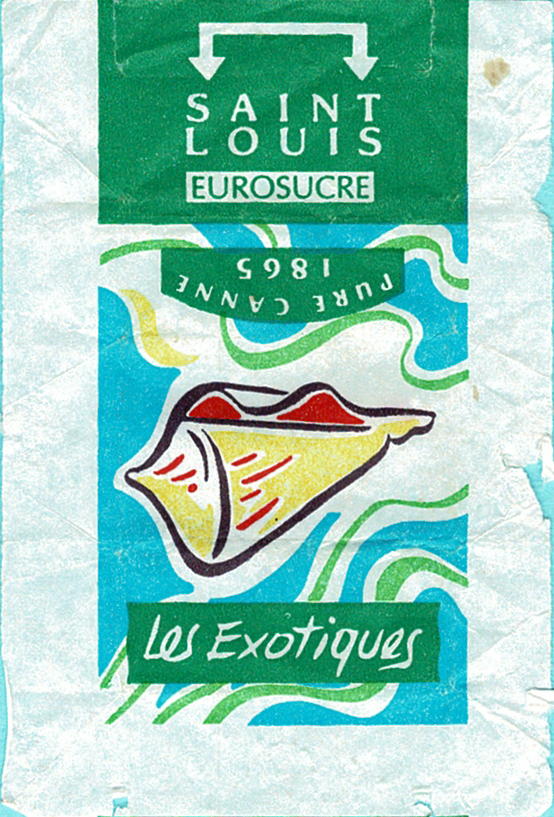 SAINT
LOUIS
EUROSUCRE
PURE CANNE
1865
Les Exotiques